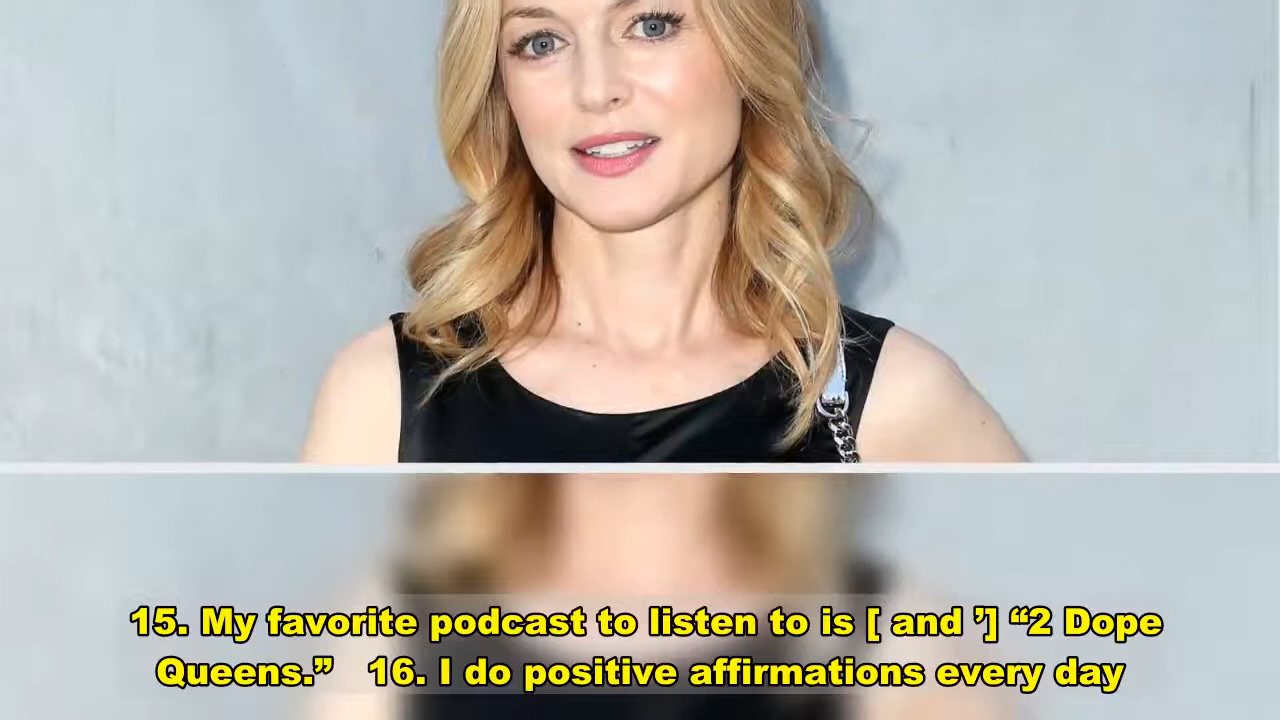 15. My favorite podcast to listen to is [ and ’] “2 Dope
Queens.”   16. I do positive affirmations every day